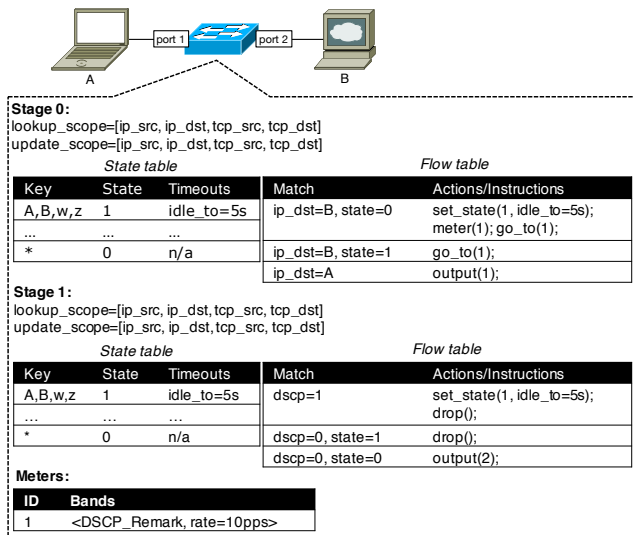 port 1
port 2
A
B
Stage 0:
lookup_scope=[ip_src, ip_dst,tcp_src, tcp_dst]
update_scope=[ip_src, ip_dst,tcp_src, tcp_dst]
State table
Flow table
Key State Timeouts Match Actions/Instructions
A,B,w,z 1 idle_to=5s ip_dst=B, state=0 set_state(1, idle_to=5s);
... ... ... meter(1); go_to(1);
* 0 n/a ip_dst=B, state=1 go_to(1);
ip_dst=A output(1);
Stage 1:
lookup_scope=[ip_src, ip_dst,tcp_src, tcp_dst]
update_scope=[ip_src, ip_dst,tcp_src, tcp_dst]
State table
Flow table
Key State Timeouts Match Actions/Instructions
A,B,w,z 1 idle_to=5s dscp=1 set_state(1, idle_to=5s);
... ... ... drop();
* 0 n/a dscp=0, state=1 drop();
dscp=0, state=0 output(2);
Meters:
ID Bands
1 <DSCP_Remark, rate=10pps>